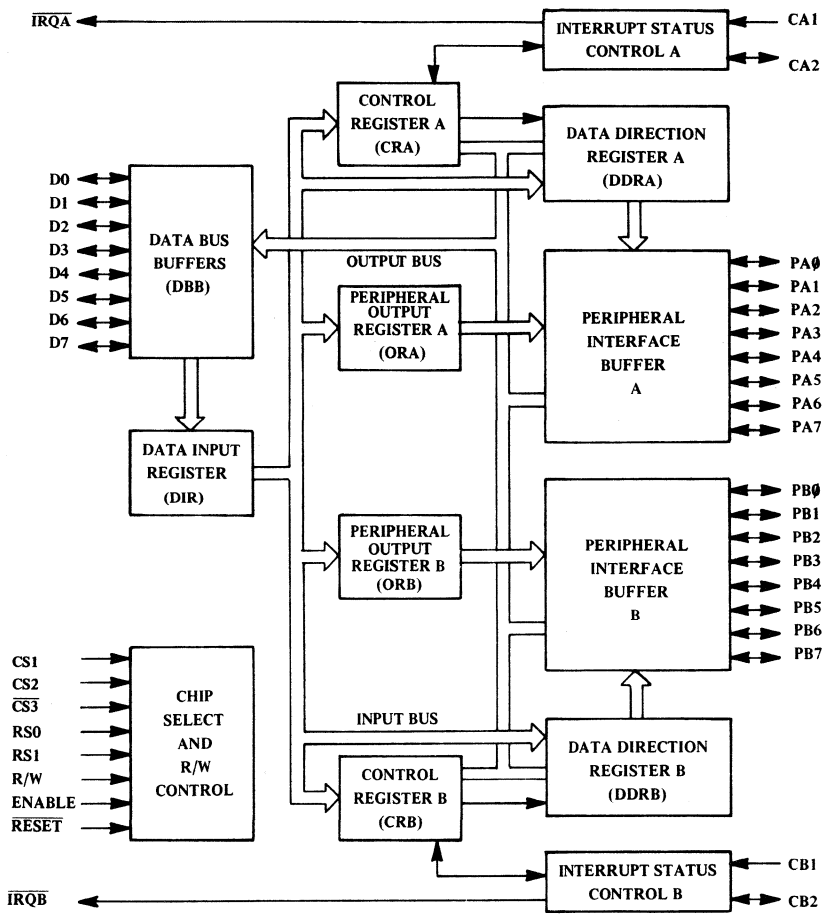 IRQA
INTERRUPT STATUS
CONTROL A
CA1
CA2
CONTROL
REGISTER A
(CRA)
DATA DIRECTION
REGISTER A
(DDRA)
D0
D1
D2
D3
D4
D5
D6
D7
DATA BUS
BUFFERS
(DBB)
OUTPUT BUS
PERIPHERAL
OUTPUT
REGISTER A
(ORA)
PERIPHERAL
INTERFACE
BUFFER
A
PAØ
PA1
PA2
PA3
PA4
PA5
PA6
PA7
DATA INPUT
REGISTER
(DIR)
PERIPHERAL
OUTPUT
REGISTER B
(ORB)
PERIPHERAL
INTERFACE
BUFFER
B
PBØ
PB1
PB2
PB3
PB4
PB5
PB6
PB7
CS1
CS2
CS3
RS0
RS1
R/W
ENABLE
RESET
CHIP
SELECT
AND
R/W
CONTROL
INPUT BUS
CONTROL
REGISTER B
(CRB)
DATA DIRECTION
REGISTER B
(DDRB)
INTERRUPT STATUS
CONTROL B
CB1
CB2
IRQB